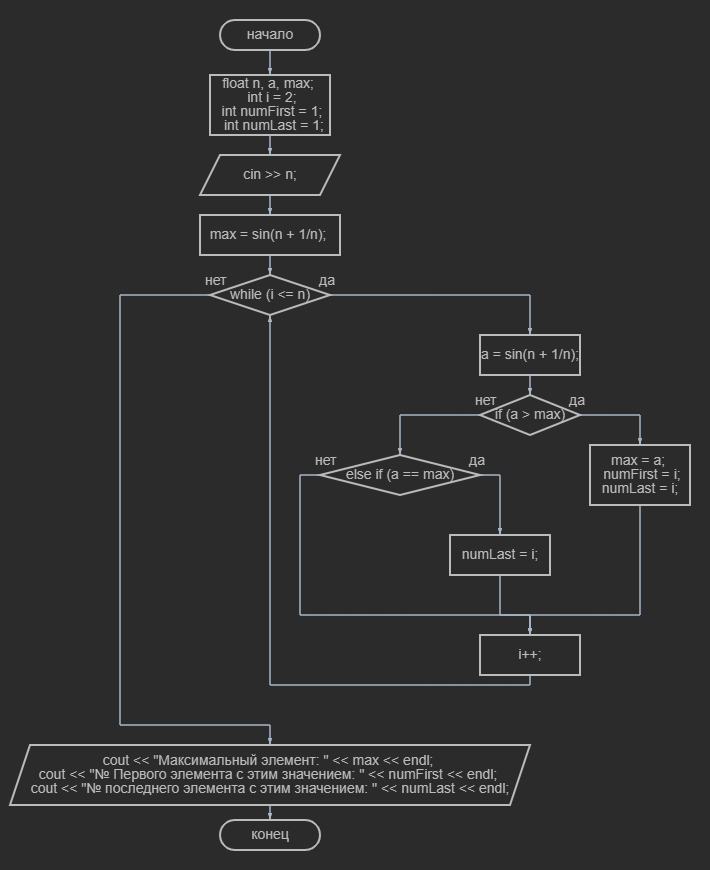 начало
float n, a, max;
int i = 2;
int numFirst = 1;
int numLast = 1;
cin >> n;
max = sin(n + 1/n);
нет
да
while (i <= n)
a = sin(n + 1/n);
нет
да
if (a > max)
max = a;
numFirst = i;
numLast = i;
нет
да
else if (a == max)
numLast = i;
i++;
cout << "Максимальный элемент: " << max << endl;
cout << "№ Первого элемента с этим значением: " << numFirst << endl;
cout << "№ последнего элемента с этим значением: " << numLast << endl;
конец